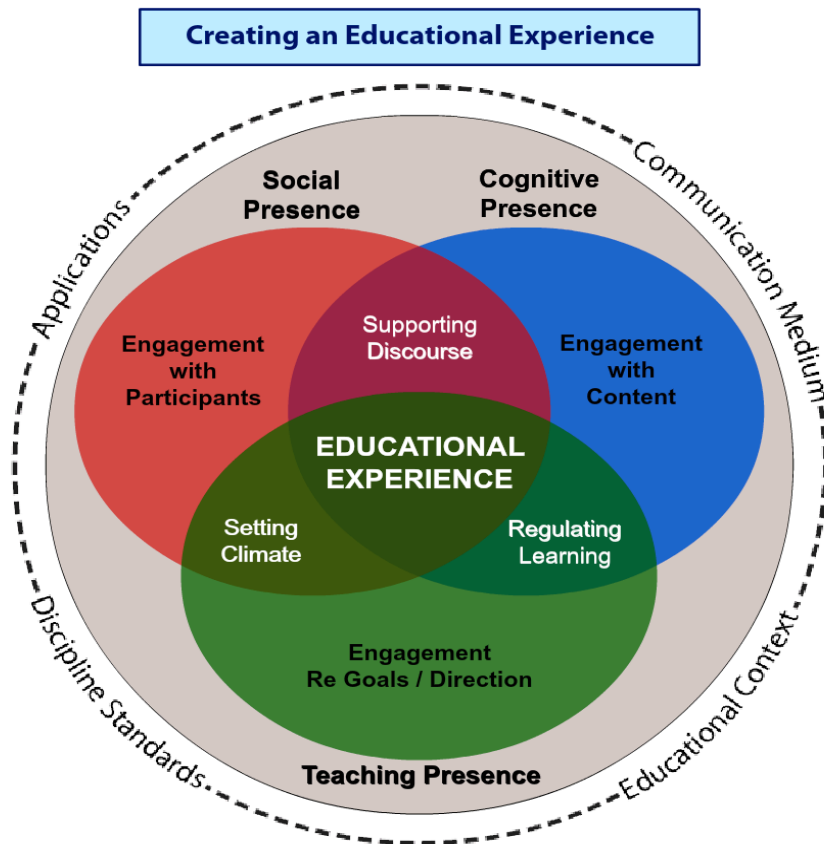 Creating an Educational Experience
Social
Presence
Cognitive
Presence
Applications
Communication Medium
Engagement
with
Participants
Supporting
Discourse
Engagement
with
Content
EDUCATIONAL
EXPERIENCE
Setting
Climate
Regulating
Learning
Engagement
Re Goals / Direction
Teaching Presence
Discipline Standards
Educational Context